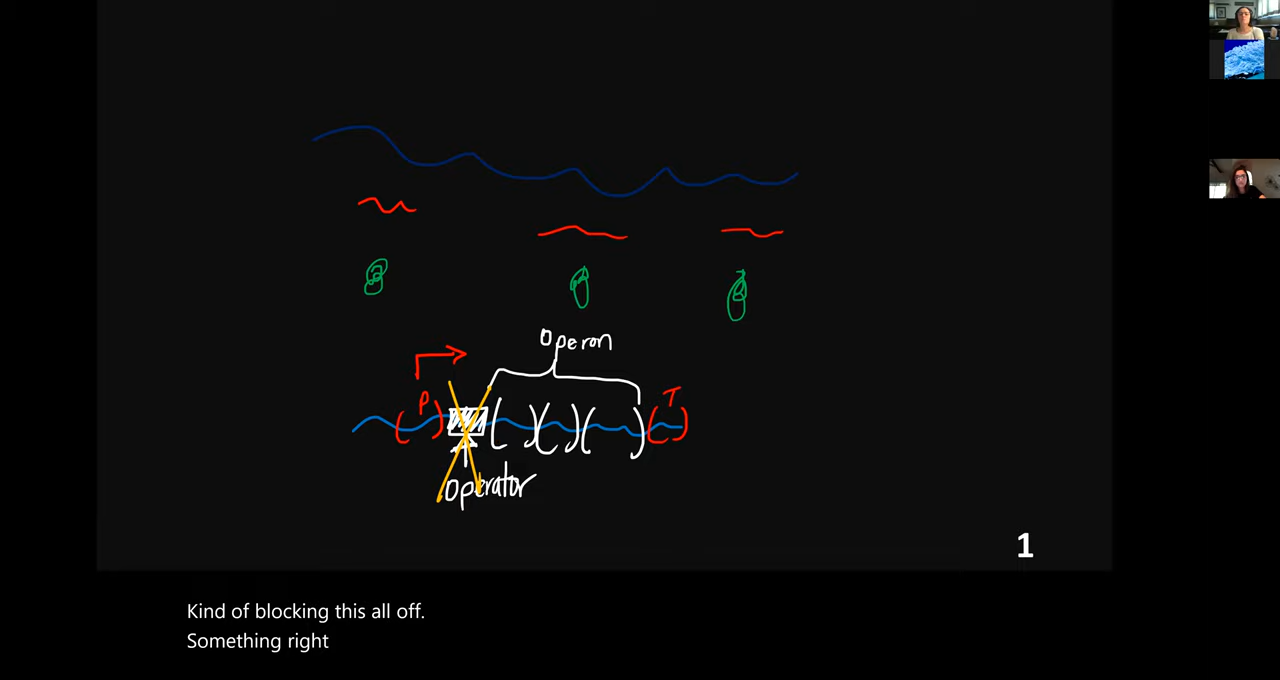 Operon
P
T
Operator
1
Kind of blocking this all off.
Something right